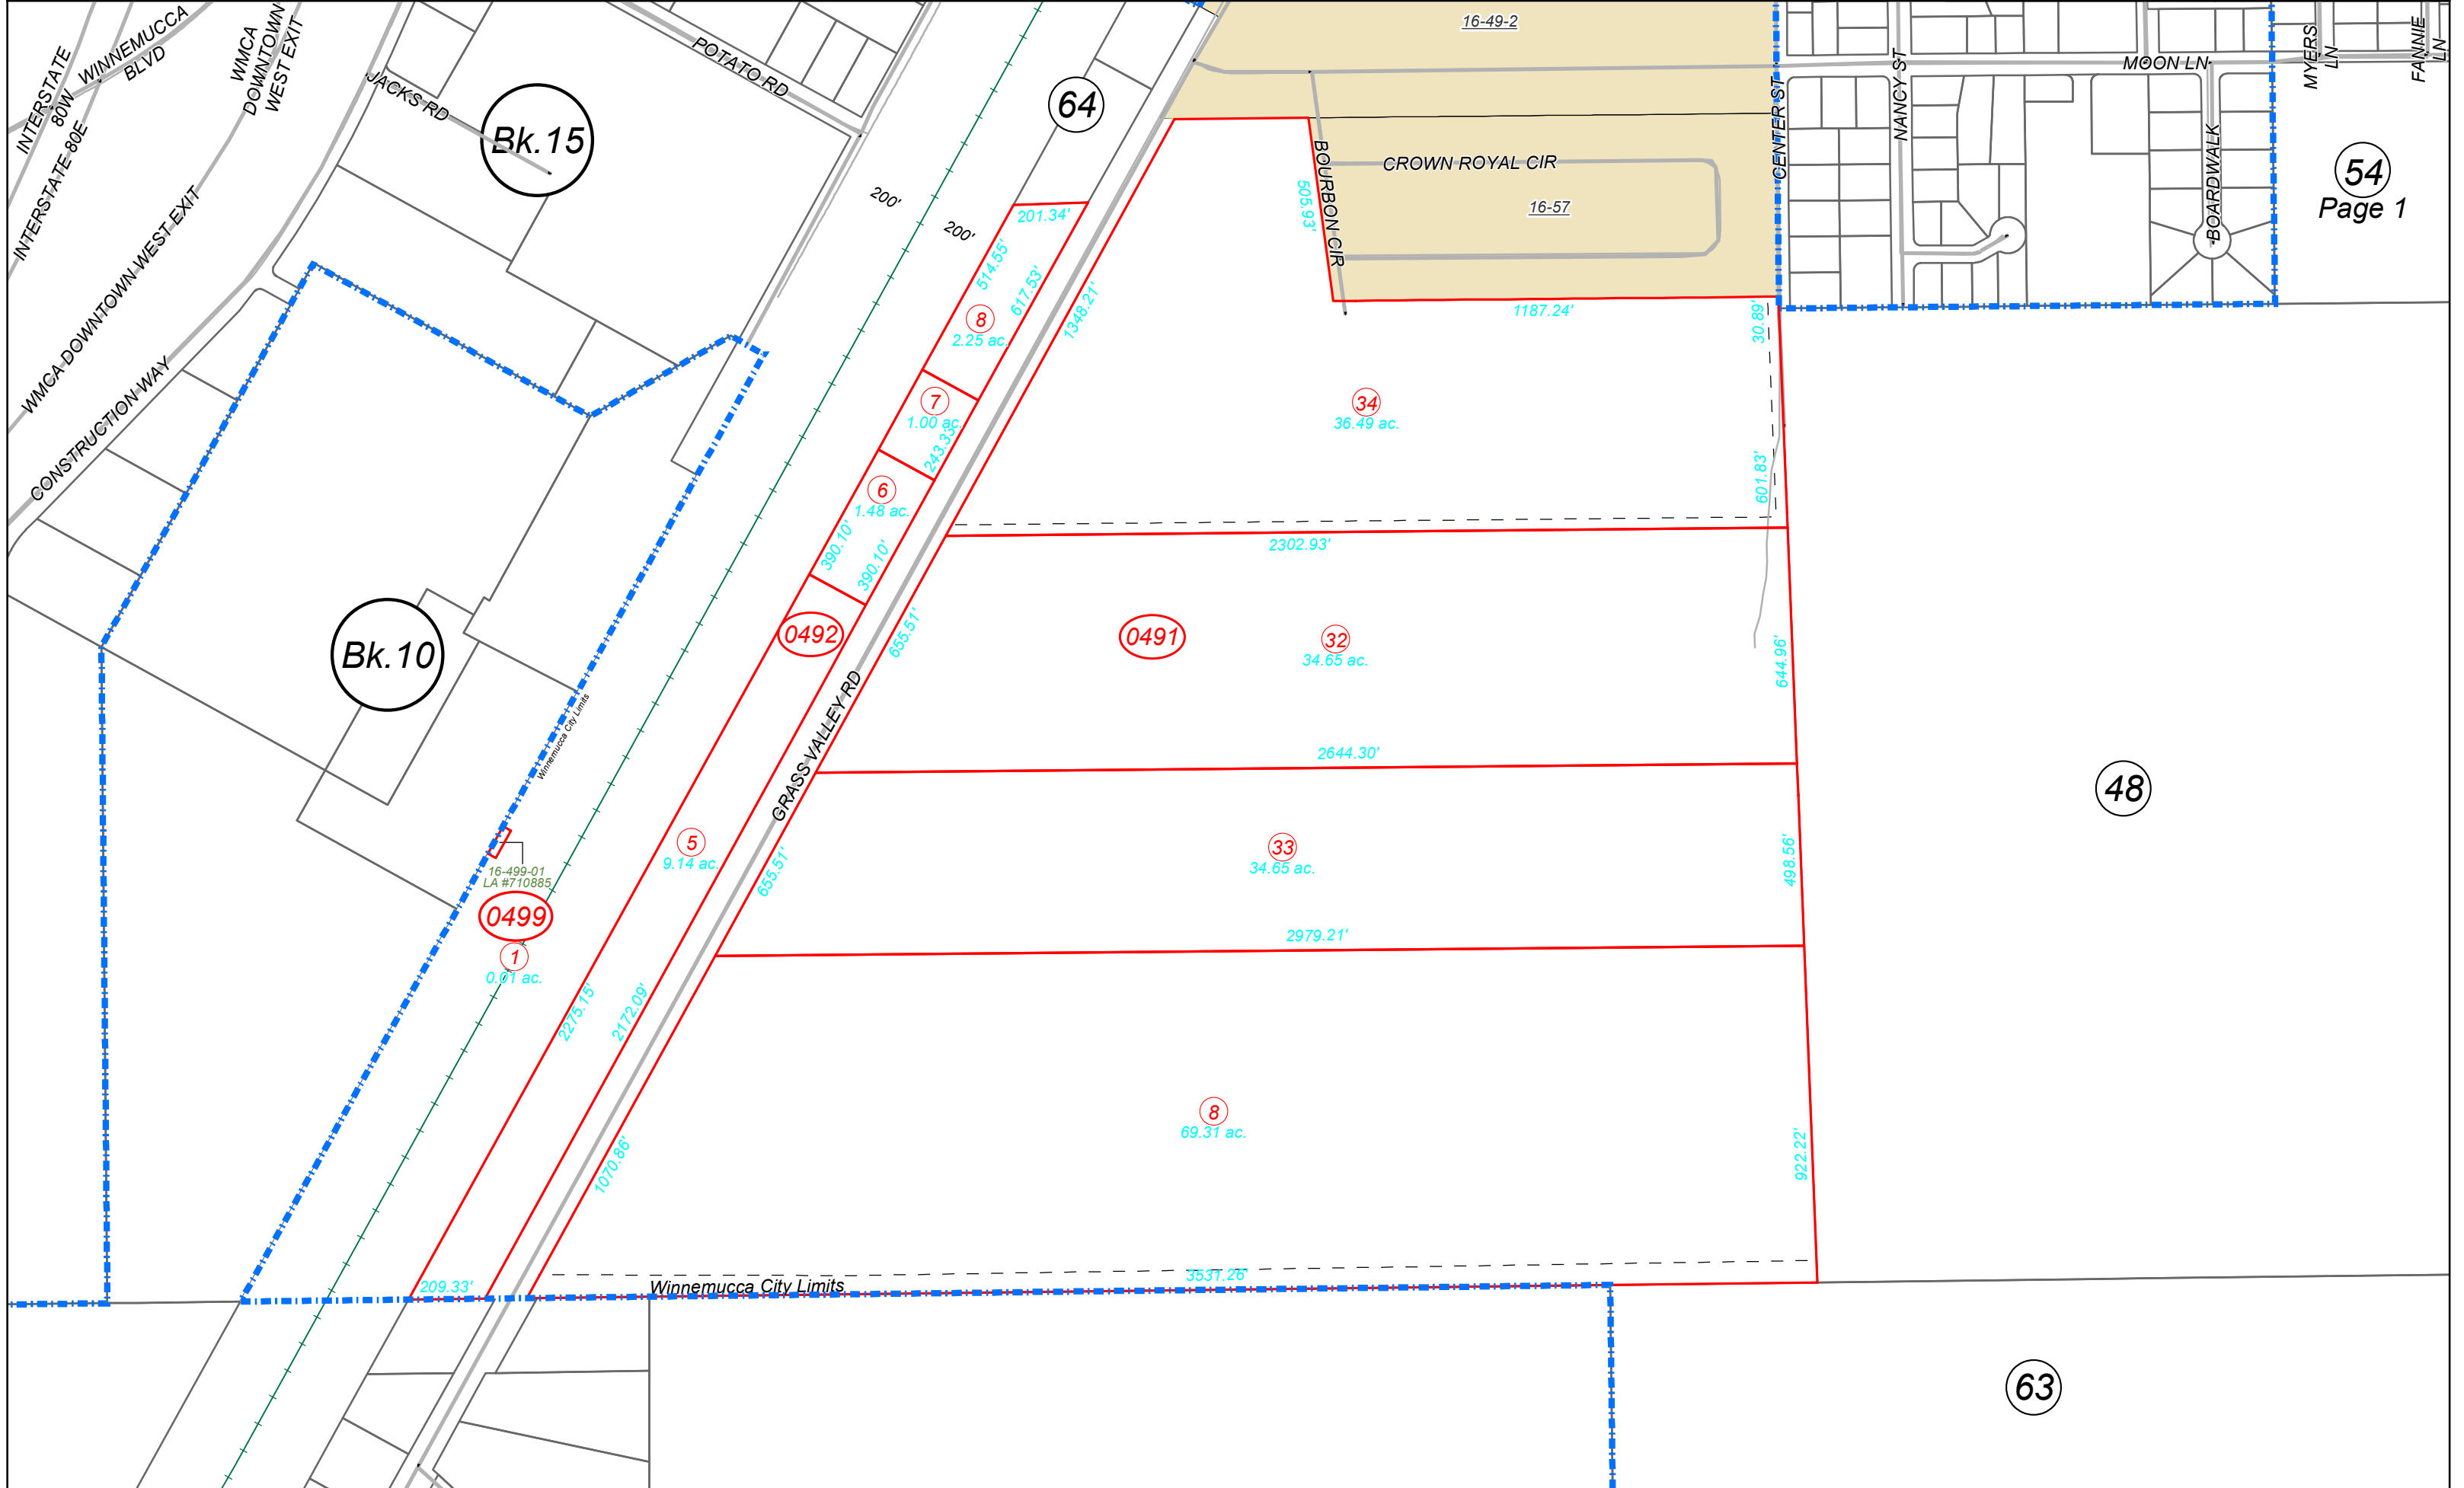 INTERSTATE
80W
INTERSTATE 80E
WINNEMUCCA
BLVD
WMCA
DOWNTOWN
WEST EXIT
JACKS RD
POTATO RD
Bk.15
64
16-49-2
MOON LN
NANCY ST
CENTER ST
MYERS
LN
FANNIE
LN
BOARDWALK
54
Page 1
CROWN ROYAL CIR
BOURBON CIR
16-57
505.93'
200'
200'
201.34'
514.55'
617.53'
1348.21'
8
2.25 ac.
1187.24'
30.89'
WMCA DOWNTOWN WEST EXIT
CONSTRUCTION WAY
7
1.00 ac.
243.33'
34
36.49 ac.
601.83'
6
1.48 ac.
390.10'
390.10'
2302.93'
0492
0491
655.51'
32
34.65 ac.
644.96'
Bk.10
Winnemucca City Limits
GRASS VALLEY RD
2644.30'
48
5
9.14 ac.
655.51'
33
34.65 ac.
498.56'
16-499-01
LA #710885
0499
1
0.01 ac.
2979.21'
2275.15'
2172.09'
8
69.31 ac.
1070.86'
922.22'
209.33'
Winnemucca City Limits
3531.26'
63